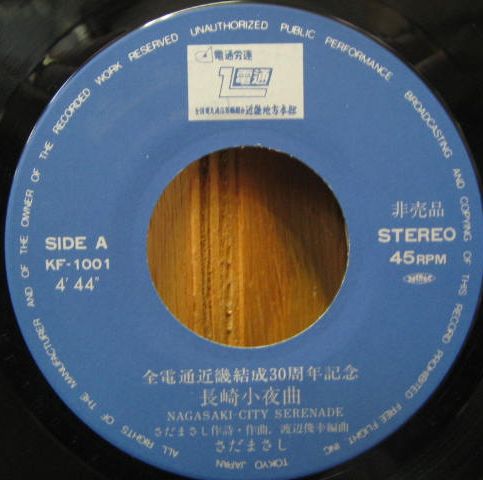 ALL RIGHTS OF THE MANUFACTURER AND OF THE OWNER OF THE RECORDED WORK RESERVED UNAUTHORIZED PUBLIC PERFORMANCE BROADCASTING AND COPYING OF THIS RECORD PROHIBITED FREE FLIGHT INC. TOKYO JAPAN
電通労連
電通
全国電気通信労働組合近畿地方本部
非売品
SIDE A
STEREO
KF-1001
45RPM
4' 44"
全電通近畿結成30周年記念
長崎小夜曲
NAGASAKI-CITY SERENADE
さだまさし作詩・作曲, 渡辺俊幸編曲
さだまさし